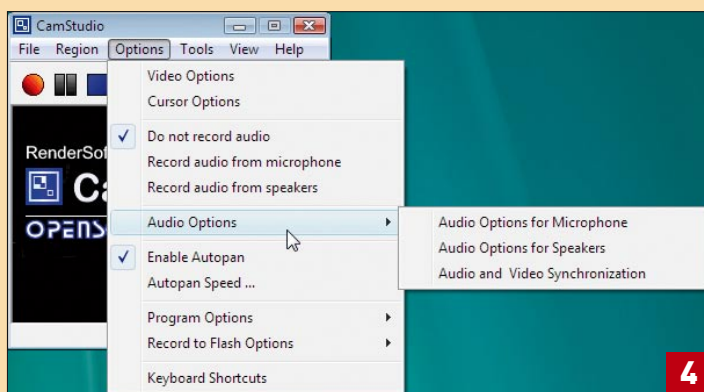 CamStudio
File Region Options Tools View Help
Video Options
Cursor Options
Do not record audio
Record audio from microphone
Record audio from speakers
Audio Options
Audio Options for Microphone
Audio Options for Speakers
Audio and Video Synchronization
Enable Autopan
Autopan Speed ...
Program Options
Record to Flash Options
Keyboard Shortcuts
4